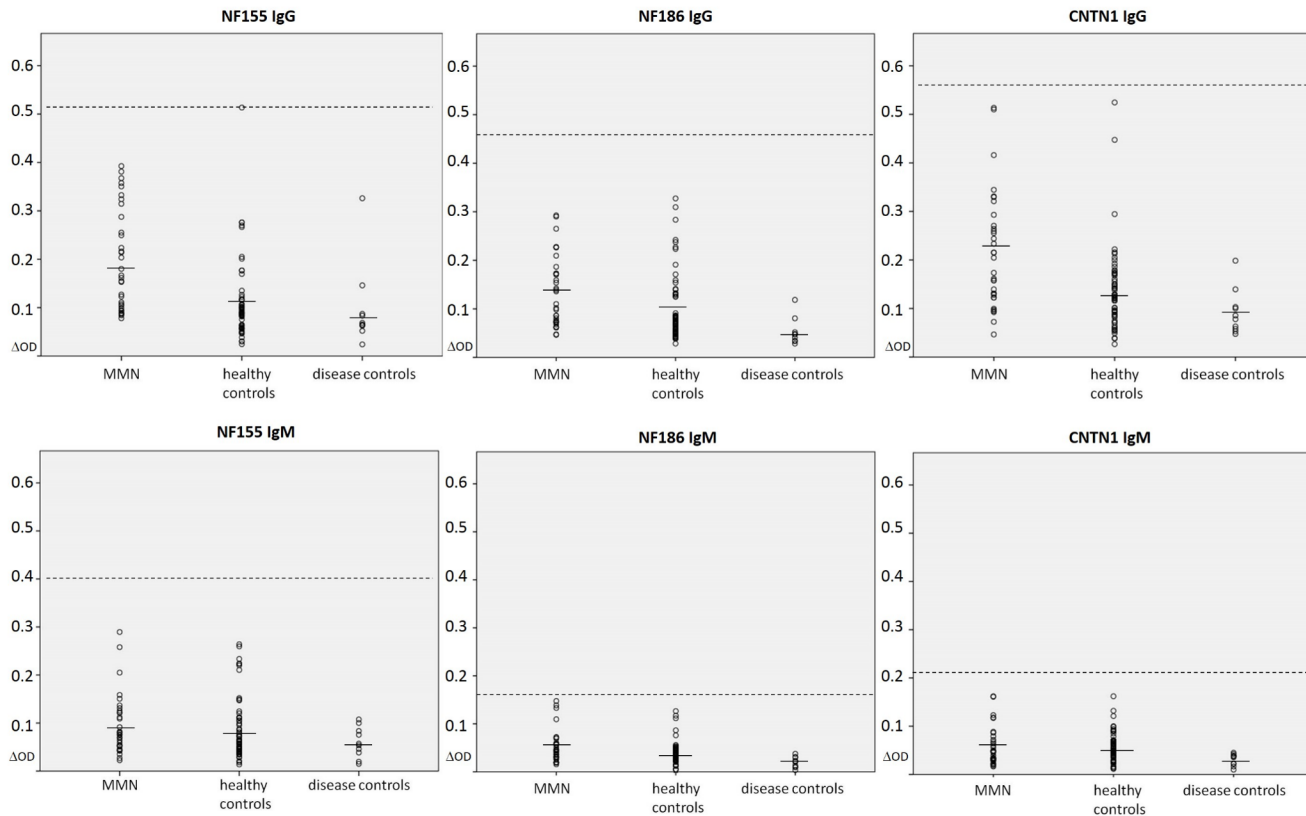 NF155 IgG
0.6
0.5
0.4
0.3
0.2
0.1
ΔOD
MMN
healthy
controls
disease controls
NF186 IgG
0.6
0.5
0.4
0.3
0.2
0.1
ΔOD
MMN
healthy
controls
disease controls
CNTN1 IgG
0.6
0.5
0.4
0.3
0.2
0.1
ΔOD
MMN
healthy
controls
disease controls
NF155 IgM
0.6
0.5
0.4
0.3
0.2
0.1
ΔOD
MMN
healthy
controls
disease controls
NF186 IgM
0.6
0.5
0.4
0.3
0.2
0.1
ΔOD
MMN
healthy
controls
disease controls
CNTN1 IgM
0.6
0.5
0.4
0.3
0.2
0.1
ΔOD
MMN
healthy
controls
disease controls